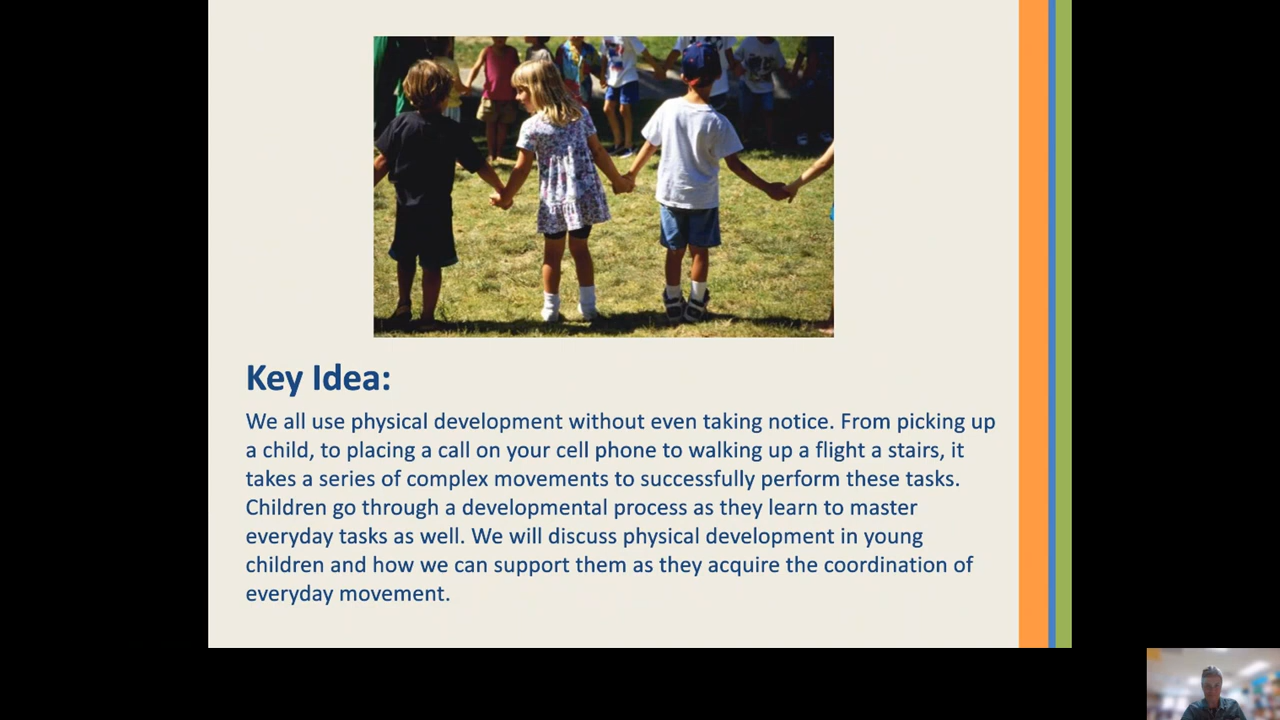 Key Idea:
We all use physical development without even taking notice. From picking up
a child, to placing a call on your cell phone to walking up a flight a stairs, it
takes a series of complex movements to successfully perform these tasks.
Children go through a developmental process as they learn to master
everyday tasks as well. We will discuss physical development in young
children and how we can support them as they acquire the coordination of
everyday movement.